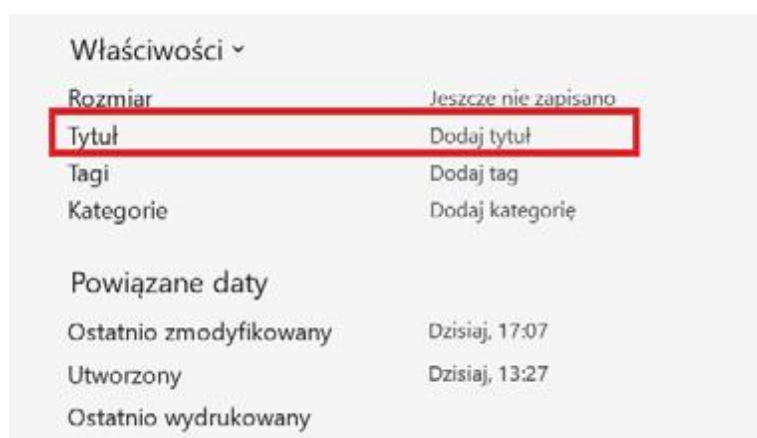 Właściwości
Rozmiar Jeszcze nie zapisano
Tytuł Dodaj tytuł
Tagi Dodaj tag
Kategorie Dodaj kategorię
Powiązane daty
Ostatnio zmodyfikowany Dzisiaj, 17:07
Utworzony Dzisiaj, 13:27
Ostatnio wydrukowany